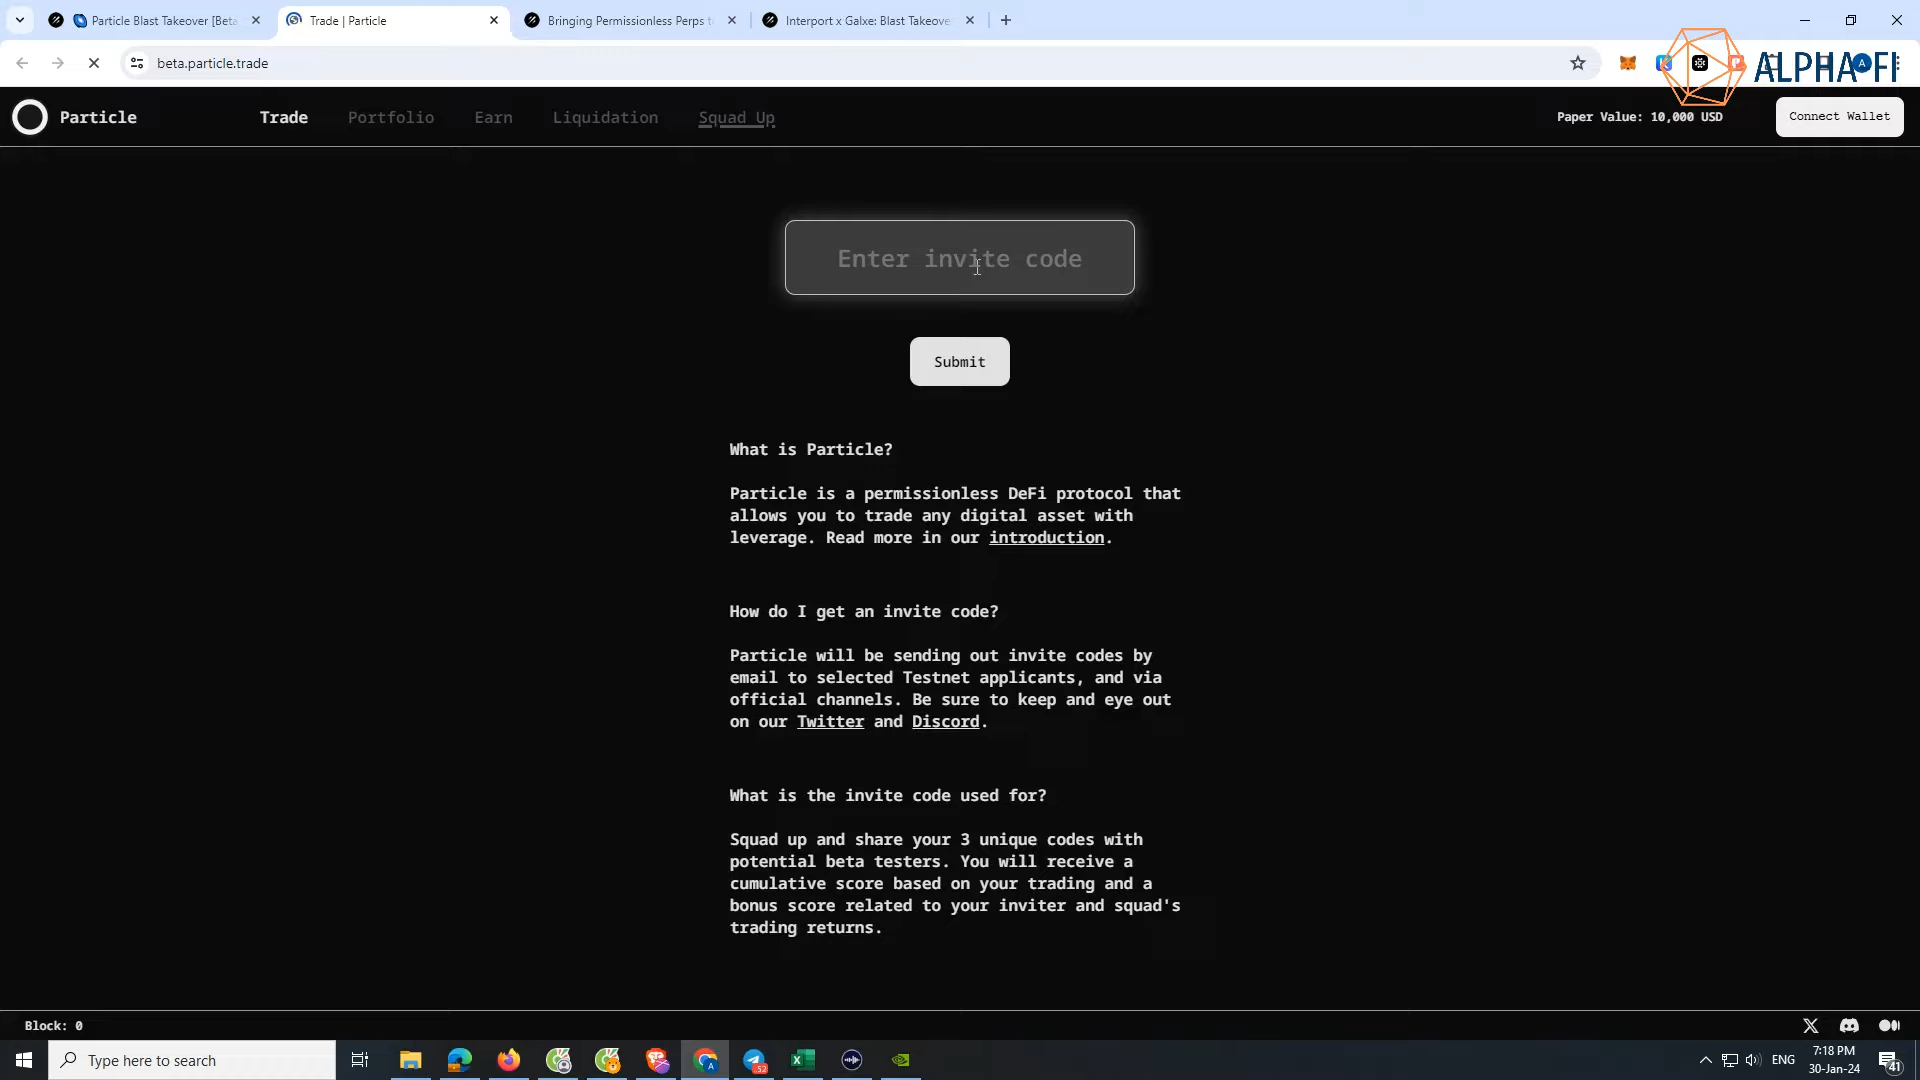 Particle Blast Takeover [Beta
Trade | Particle
Bringing Permissionless Perps t
Interport x Galxe: Blast Takeove
beta.particle.trade
ALPHA FI
Particle
Trade
Portfolio
Earn
Liquidation
Squad Up
Paper Value: 10,000 USD
Connect Wallet
Enter invite code
Submit
What is Particle?
Particle is a permissionless DeFi protocol that
allows you to trade any digital asset with
leverage. Read more in our introduction.
How do I get an invite code?
Particle will be sending out invite codes by
email to selected Testnet applicants, and via
official channels. Be sure to keep and eye out
on our Twitter and Discord.
What is the invite code used for?
Squad up and share your 3 unique codes with
potential beta testers. You will receive a
cumulative score based on your trading and a
bonus score related to your inviter and squad's
trading returns.
Block: 0
Type here to search
A
52
ENG
7:18 PM
30-Jan-24
41